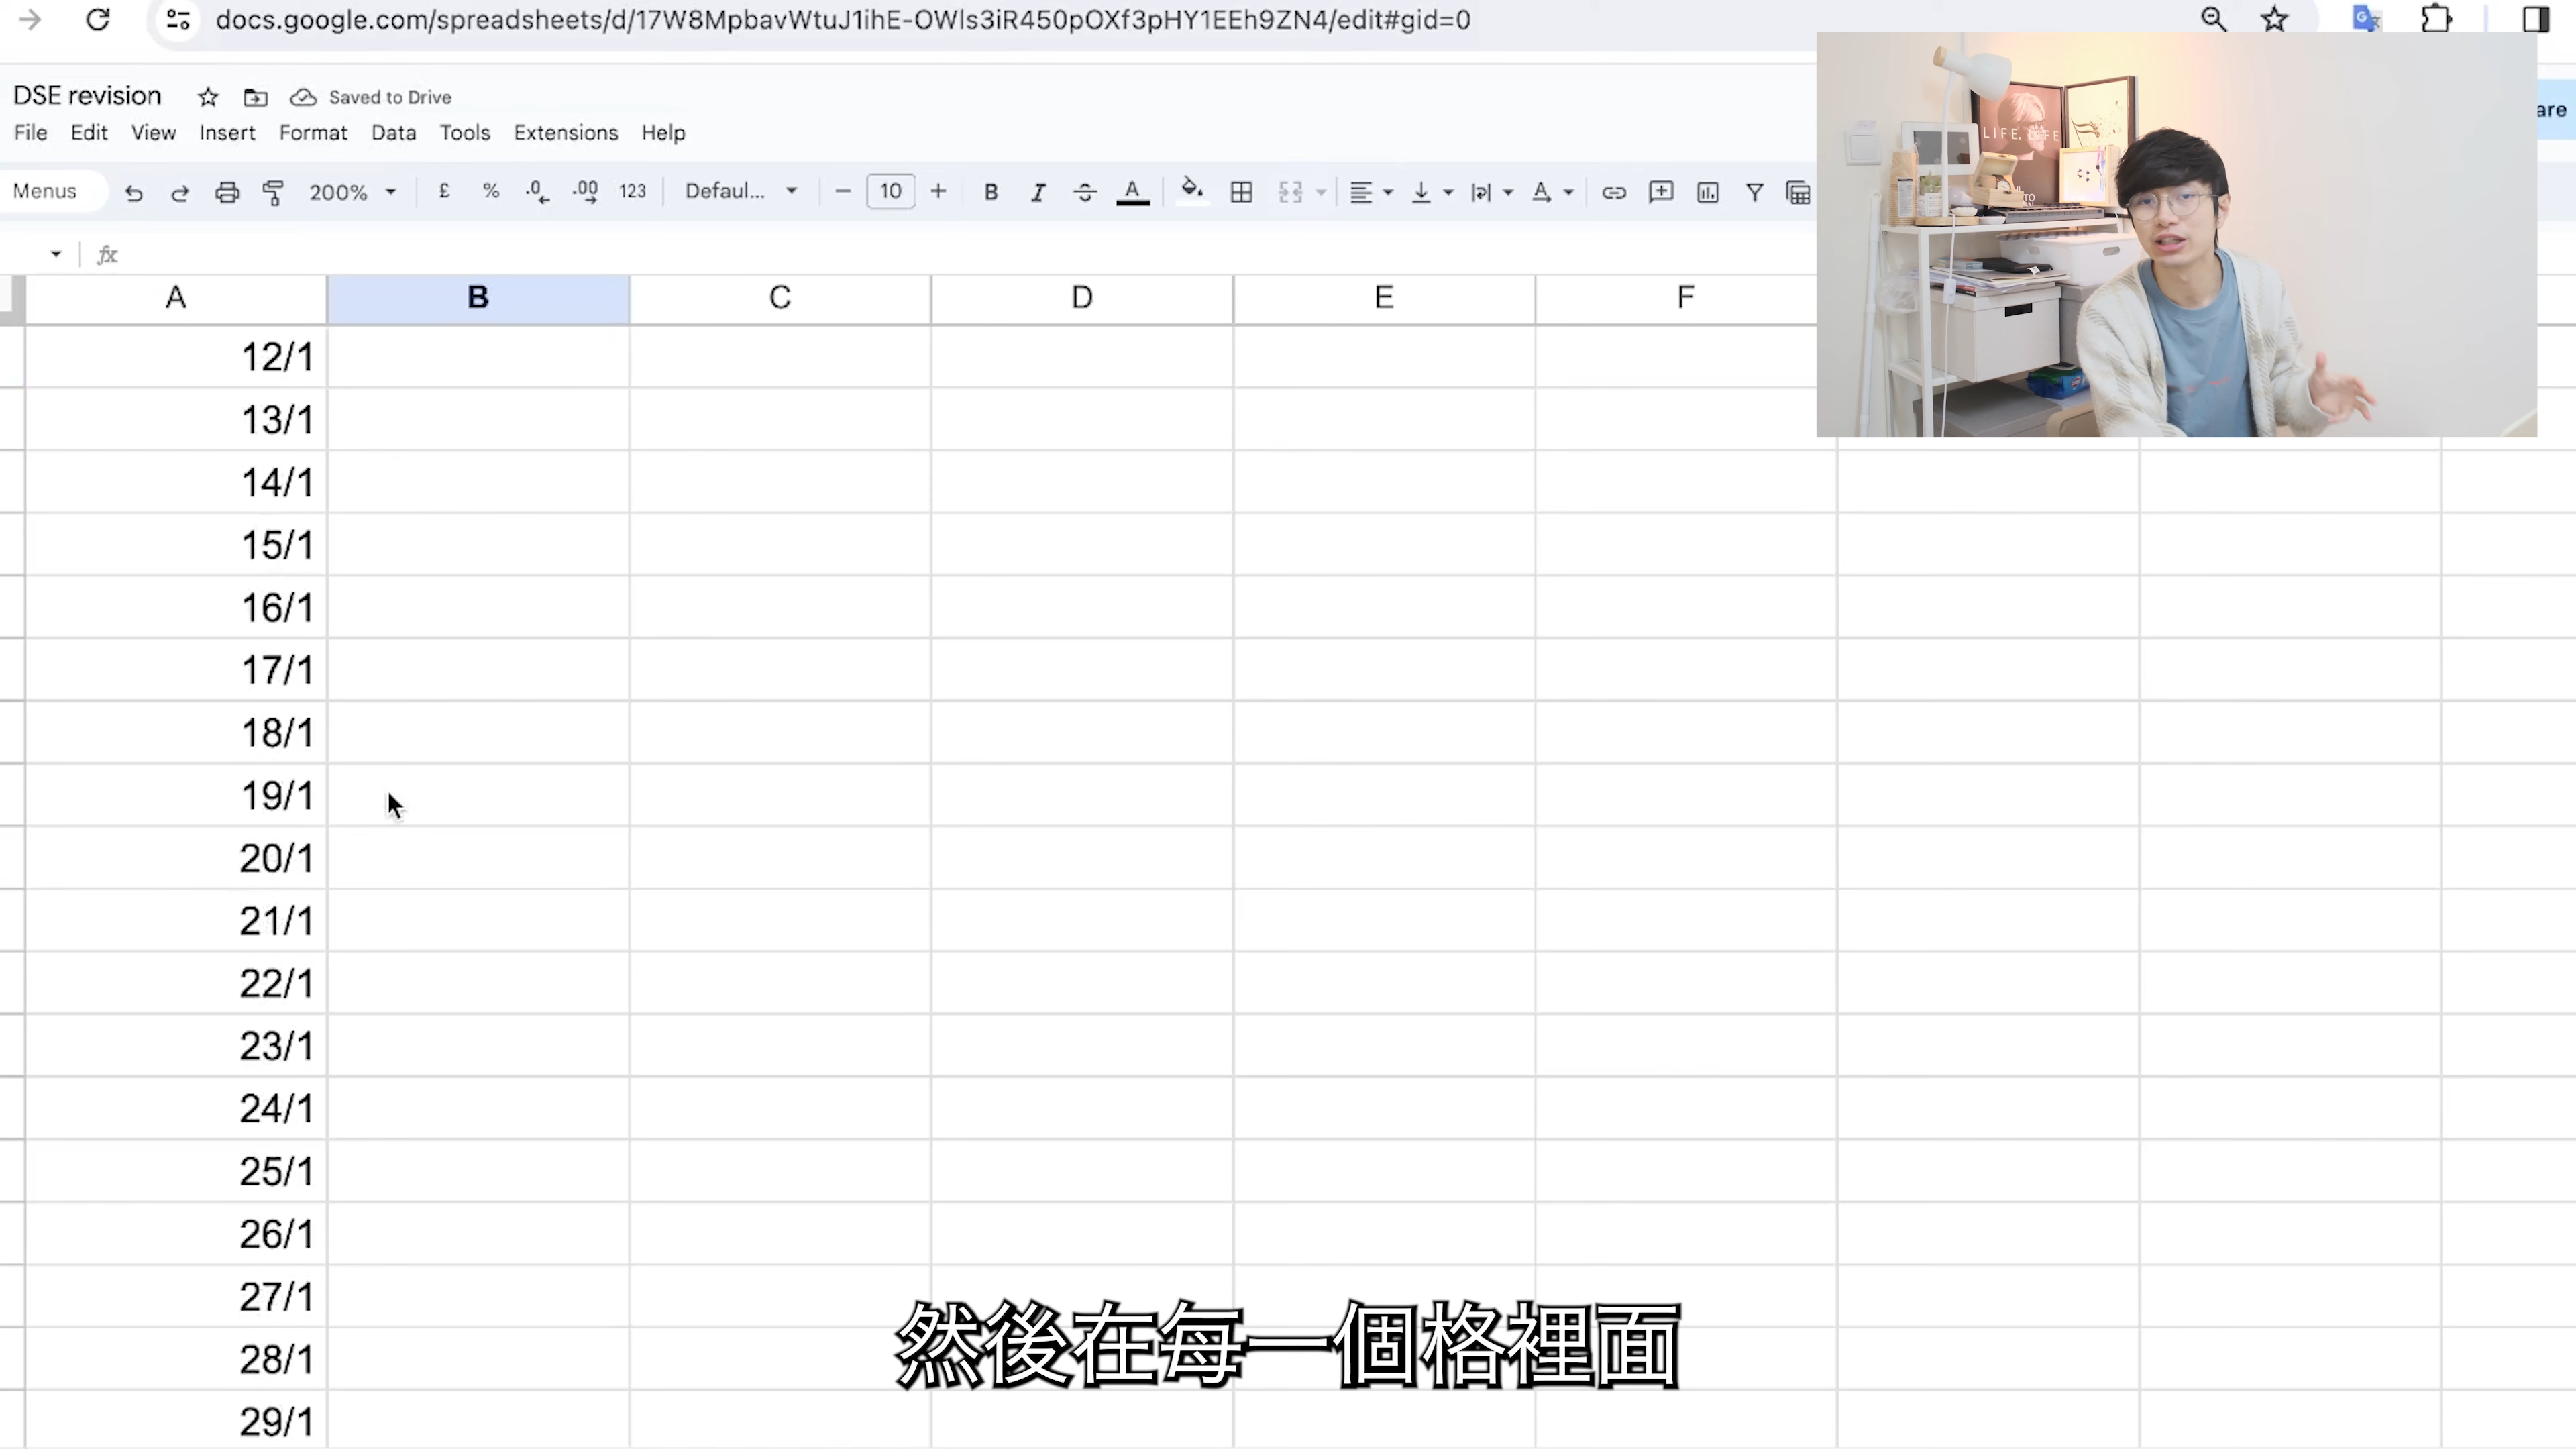 docs.google.com/spreadsheets/d/17W8MpbavWtuJ1ihE-OWls3iR450pOXf3pHY1EEh9ZN4/edit#gid=0
DSE revision
Saved to Drive
are
File Edit View Insert Format Data Tools Extensions Help
Menus 200% £ % .0 .00 123 Defaul... 10 B I A A
fx
A B C D E F
12/1
13/1
14/1
15/1
16/1
17/1
18/1
19/1
20/1
21/1
22/1
23/1
24/1
25/1
26/1
27/1
28/1
29/1
LIFE. LIFE
然後在每一個格裡面